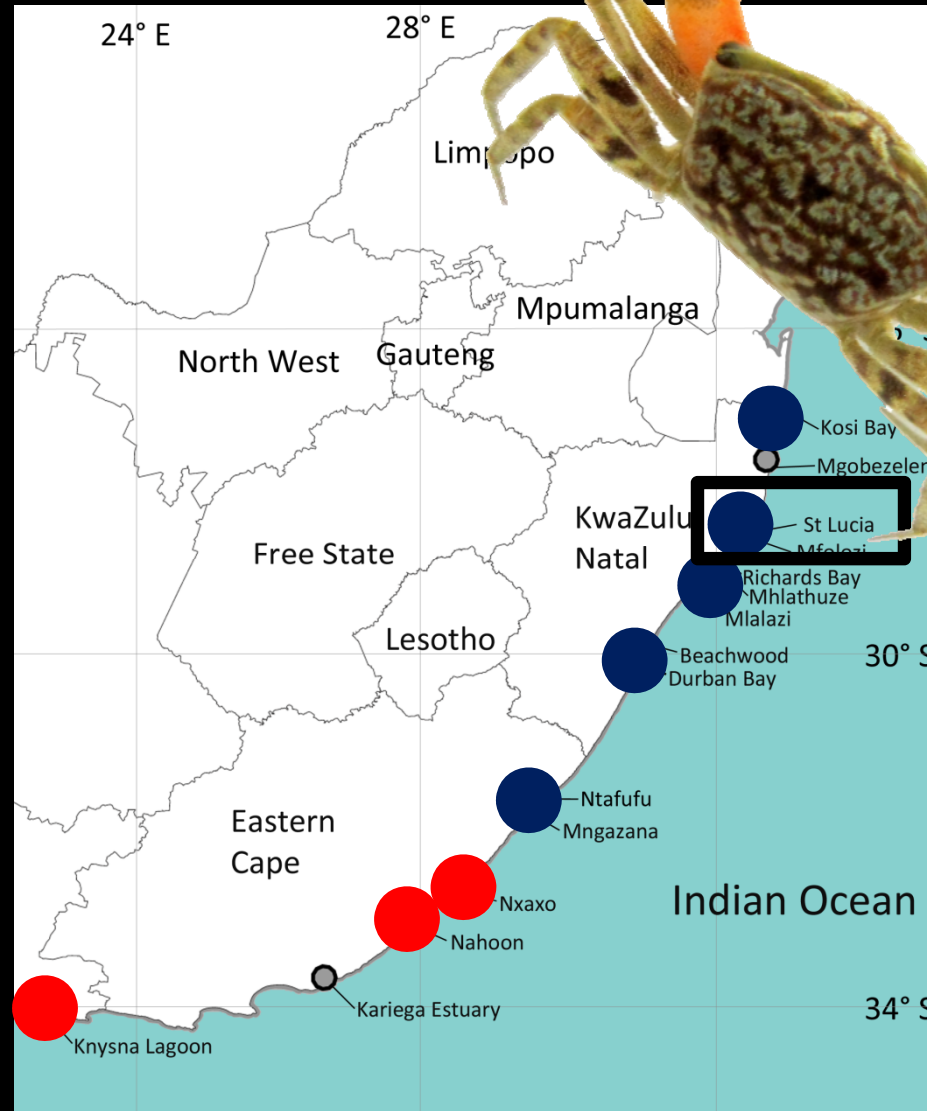 24° E
28° E
Limpopo
Mpumalanga
North West
Gauteng
Kosi Bay
KwaZulu
Natal
St Lucia
Mfolozi
Free State
Richards Bay
Mhlathuze
Mlalazi
Lesotho
Beachwood
30° S
Durban Bay
Ntafufu
Eastern
Cape
Mngazana
Indian Ocean
Nxaxo
Nahoon
Kariega Estuary
34° S
Knysna Lagoon